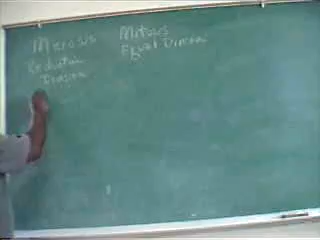 Meiosis
Reduction
Division
Mitosis
Equal Division